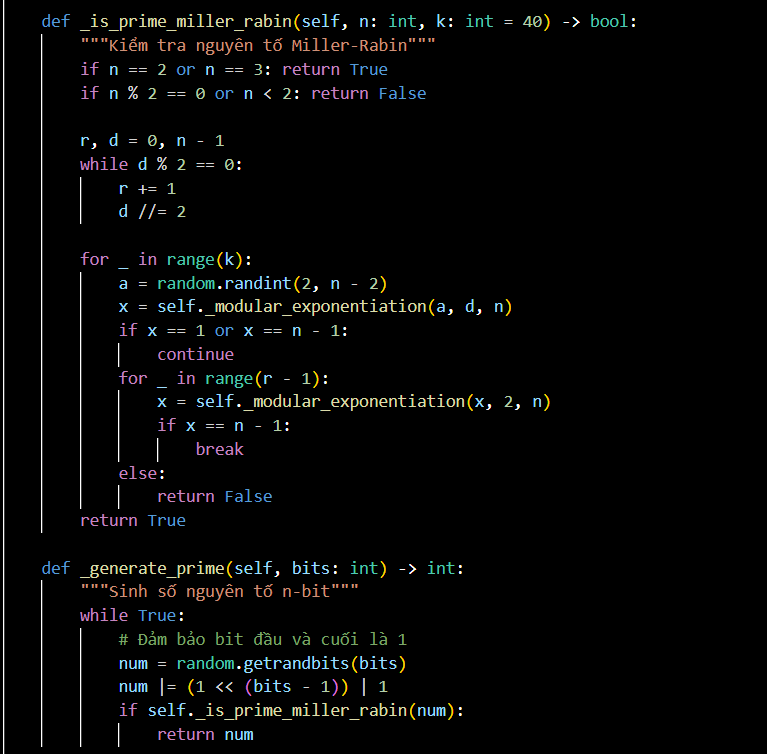 def _is_prime_miller_rabin(self, n: int, k: int = 40) -> bool:
    """Kiểm tra nguyên tố Miller-Rabin"""
    if n == 2 or n == 3: return True
    if n % 2 == 0 or n < 2: return False

    r, d = 0, n - 1
    while d % 2 == 0:
        r += 1
        d //= 2

    for _ in range(k):
        a = random.randint(2, n - 2)
        x = self._modular_exponentiation(a, d, n)
        if x == 1 or x == n - 1:
            continue
        for _ in range(r - 1):
            x = self._modular_exponentiation(x, 2, n)
            if x == n - 1:
                break
        else:
            return False
    return True

def _generate_prime(self, bits: int) -> int:
    """Sinh số nguyên tố n-bit"""
    while True:
        # Đảm bảo bit đầu và cuối là 1
        num = random.getrandbits(bits)
        num |= (1 << (bits - 1)) | 1
        if self._is_prime_miller_rabin(num):
            return num